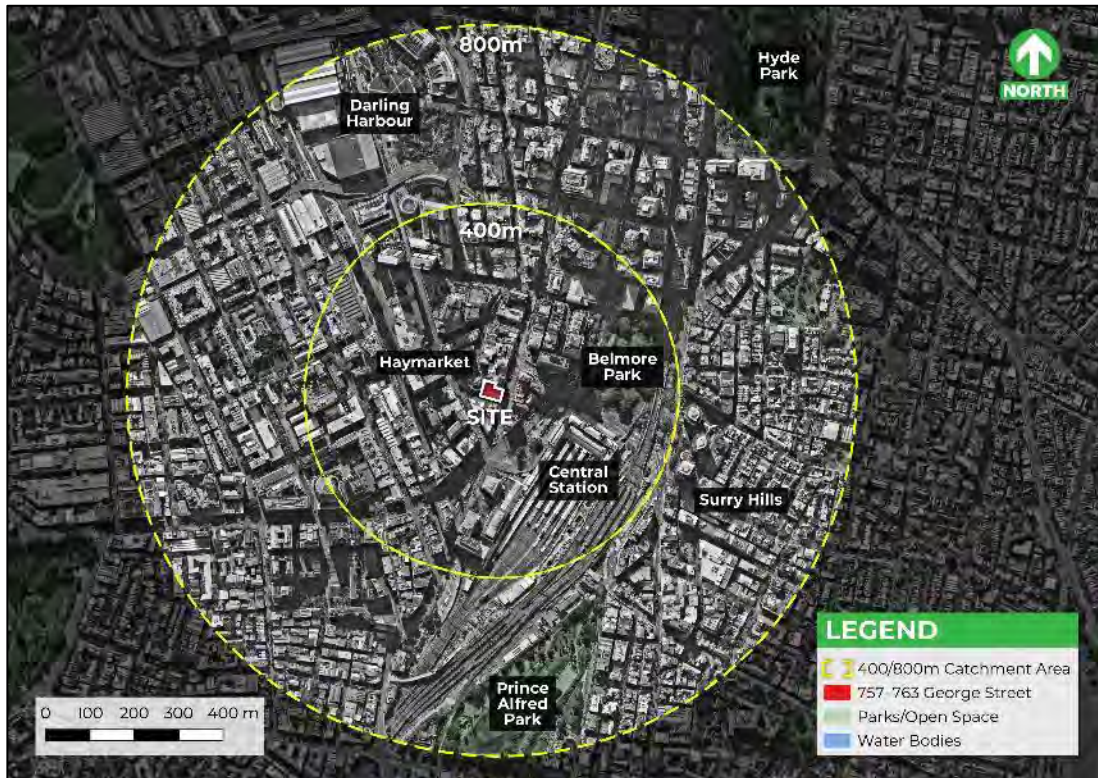 800m
Hyde
Park
NORTH
Darling
Harbour
400m
Haymarket
Belmore
Park
SITE
Central
Station
Surry Hills
Prince
Alfred
Park
LEGEND
400/800m Catchment Area
757-763 George Street
Parks/Open Space
Water Bodies
0 100 200 300 400 m